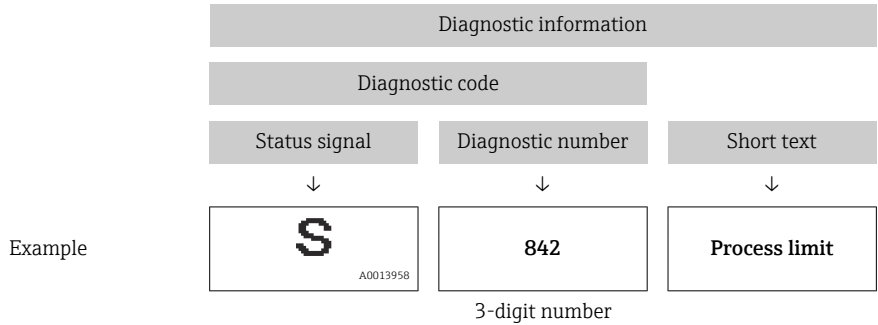 Diagnostic information
Diagnostic code
Status signal Diagnostic number Short text
↓ ↓ ↓
Example S 842 Process limit
A0013958
3-digit number